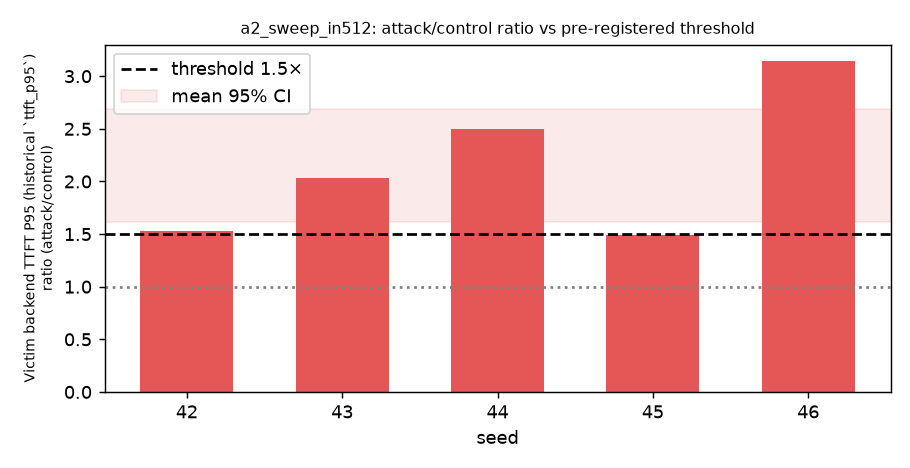 a2_sweep_in512: attack/control ratio vs pre-registered threshold
threshold 1.5×
mean 95% CI
Victim backend TTFT P95 (historical `ttft_p95`)
ratio (attack/control)
3.0
2.5
2.0
1.5
1.0
0.5
0.0
42 43 44 45 46
seed